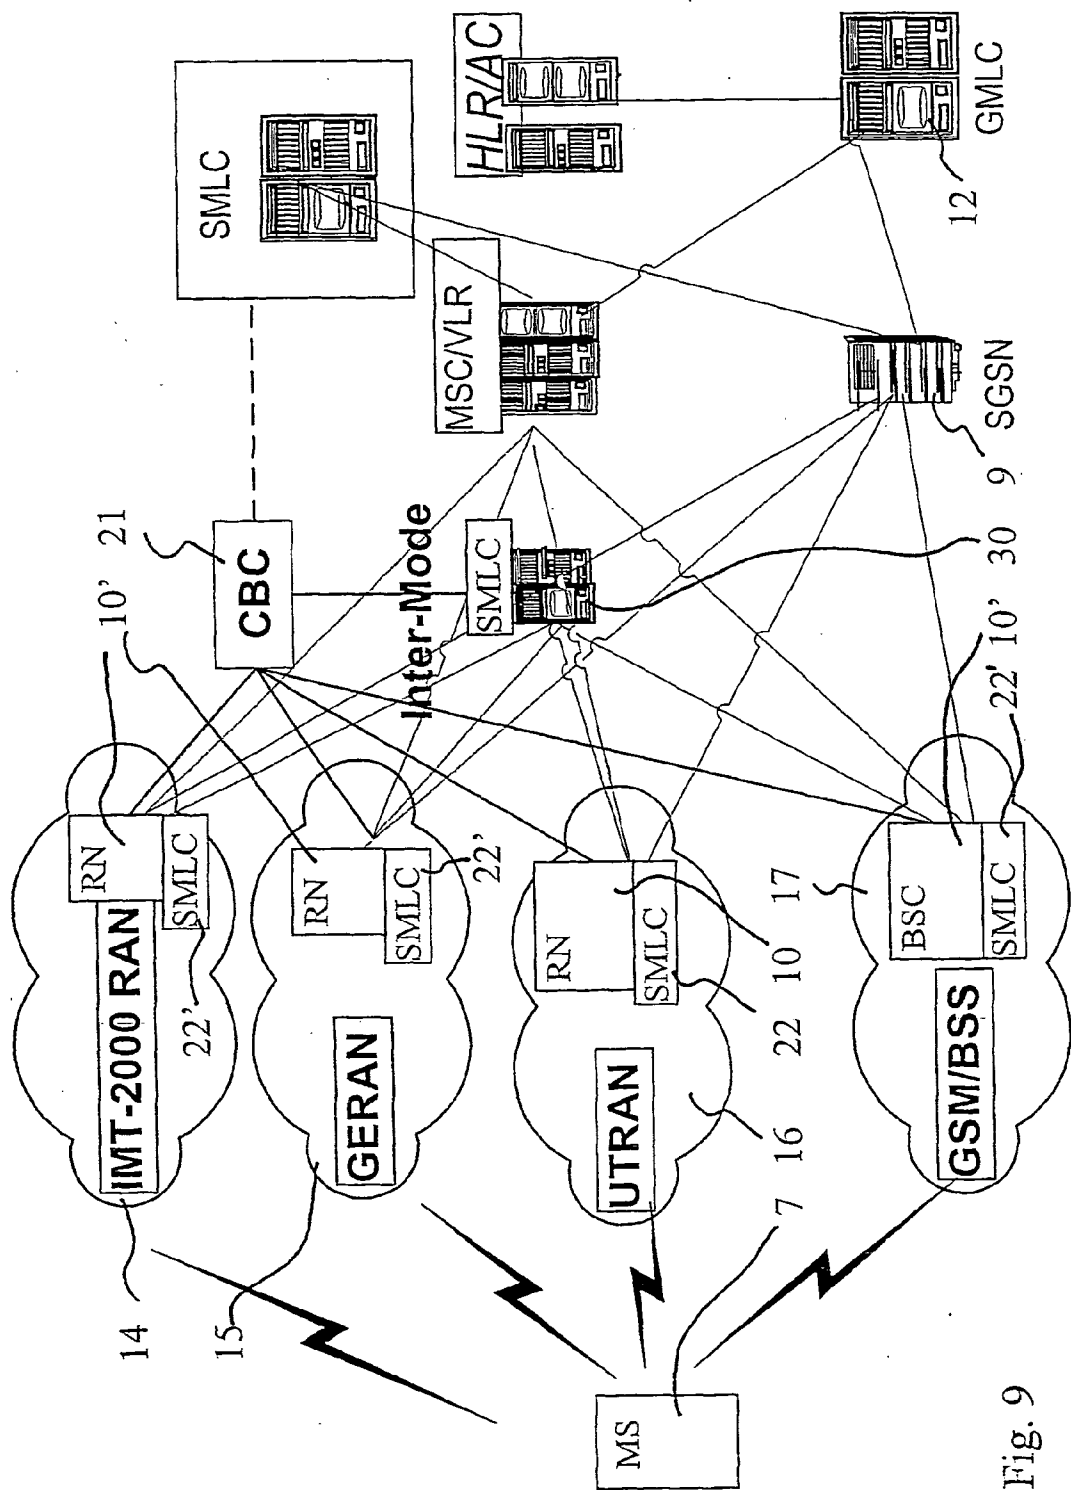 14
IMT-2000 RAN
22'
SMLC
RN
10'
10'
21
CBC
SMLC
15
GERAN
RN
SMLC
22'
Inter-Mode
SMLC
30
MSC/VLR
HLR/AC
MS
7
UTRAN
16
RN
SMLC
22
10
GSM/BSS
17
BSC
SMLC
22'
10'
9
SGSN
12
GMLC
Fig. 9